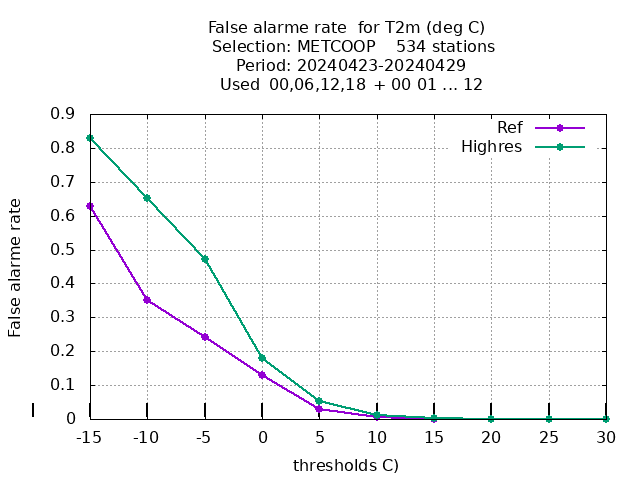 False alarme rate  for T2m (deg C)
Selection: METCOOP    534 stations
Period: 20240423-20240429
Used  00,06,12,18  + 00 01 ... 12
Ref
Highres
False alarme rate
0.9
0.8
0.7
0.6
0.5
0.4
0.3
0.2
0.1
0
-15 -10 -5 0 5 10 15 20 25 30
thresholds C)